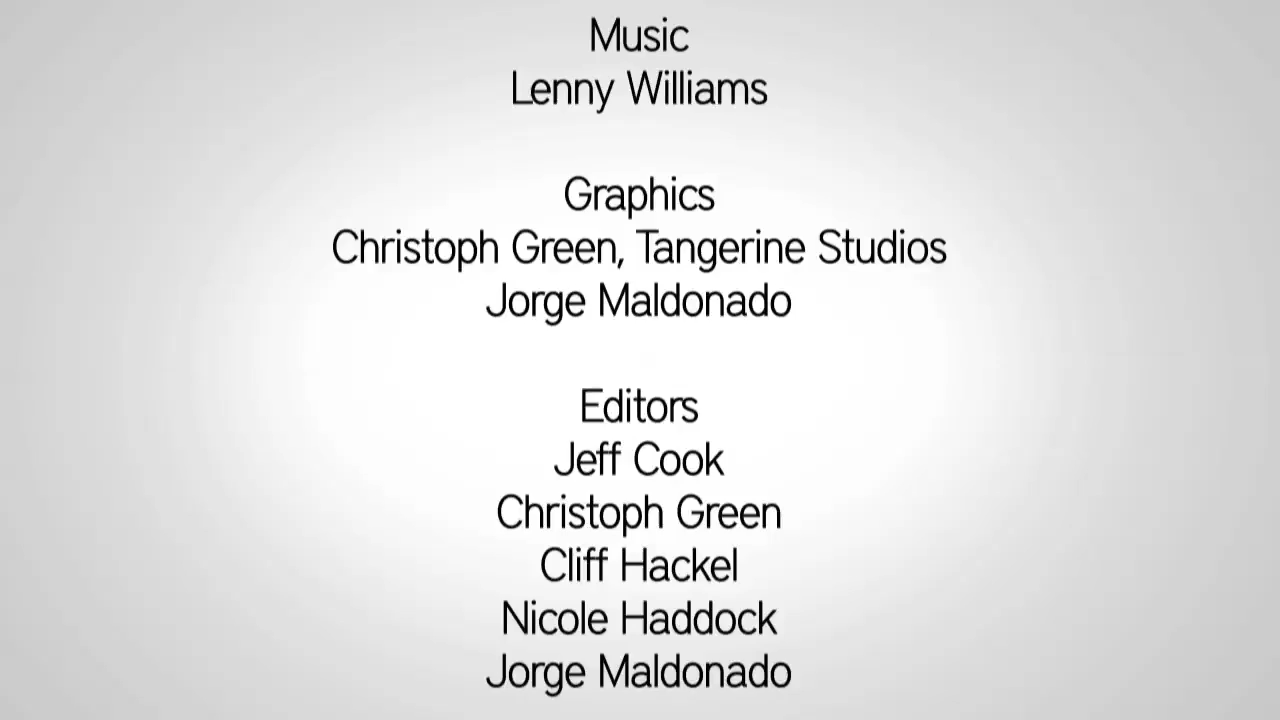 Music
Lenny Williams
Graphics
Christoph Green, Tangerine Studios
Jorge Maldonado
Editors
Jeff Cook
Christoph Green
Cliff Hackel
Nicole Haddock
Jorge Maldonado